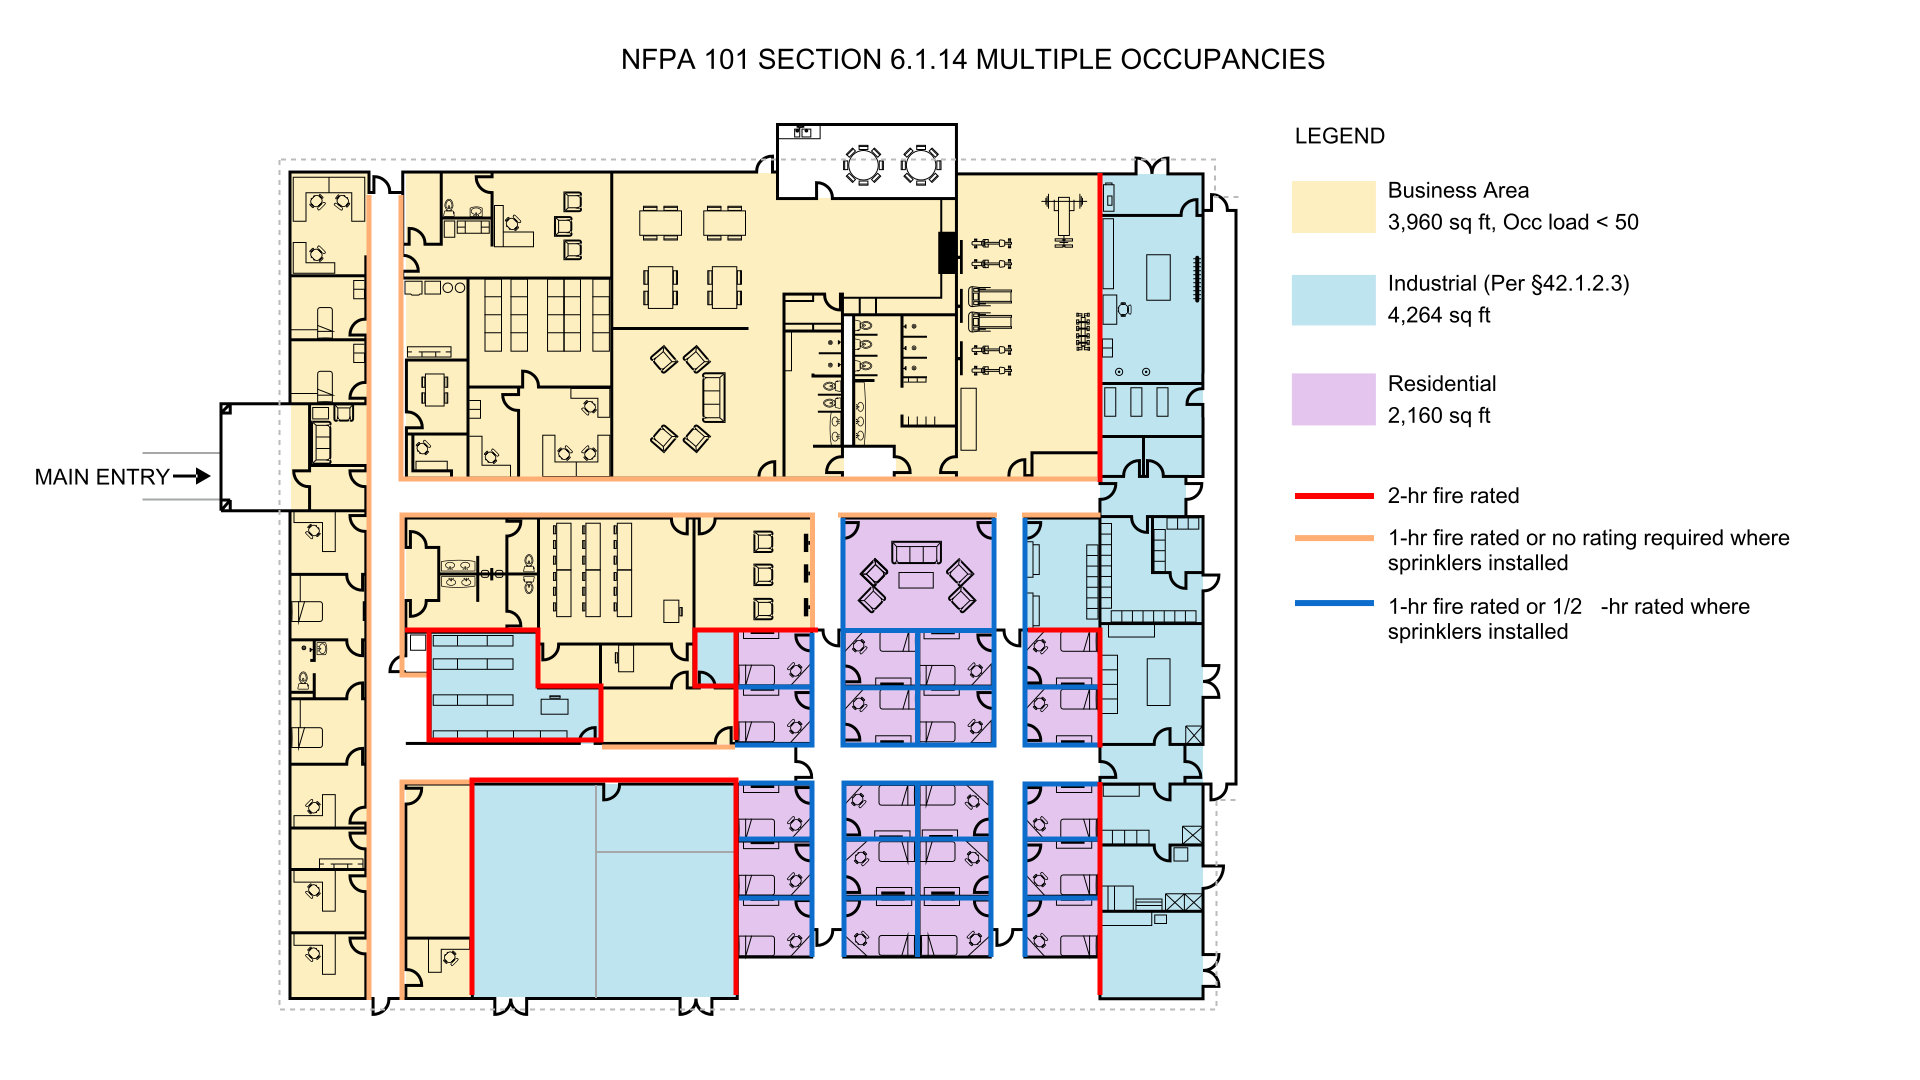 NFPA 101 SECTION 6.1.14 MULTIPLE OCCUPANCIES
LEGEND
Business Area
3,960 sq ft, Occ load < 50
Industrial (Per §42.1.2.3)
4,264 sq ft
Residential
2,160 sq ft
MAIN ENTRY
2-hr fire rated
1-hr fire rated or no rating required where
sprinklers installed
1-hr fire rated or 1/2 -hr rated where
sprinklers installed